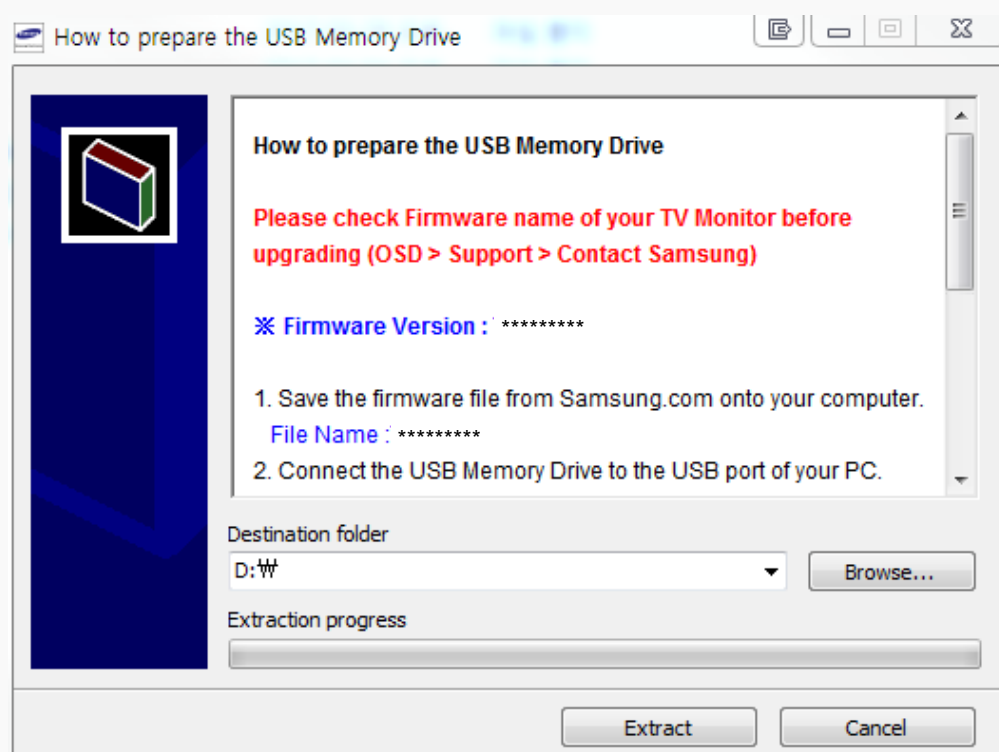 How to prepare the USB Memory Drive
How to prepare the USB Memory Drive
Please check Firmware name of your TV Monitor before
upgrading (OSD > Support > Contact Samsung)
※ Firmware Version : *********
1. Save the firmware file from Samsung.com onto your computer.
File Name : *********
2. Connect the USB Memory Drive to the USB port of your PC.
Destination folder
D:₩
Browse...
Extraction progress
Extract
Cancel